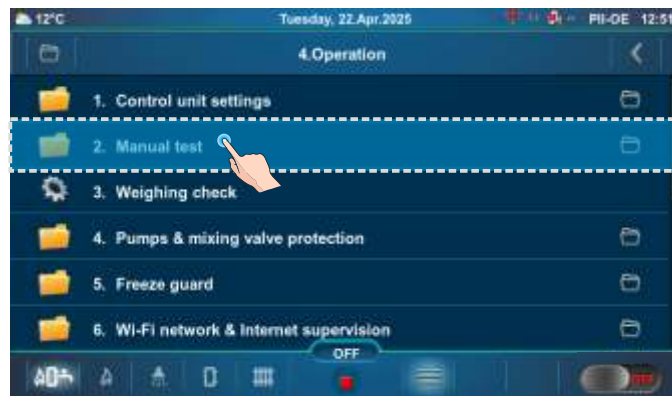 12°C Tuesday, 22.Apr.2025 PII-OE 12:51
4.Operation
1. Control unit settings
2. Manual test
3. Weighing check
4. Pumps & mixing valve protection
5. Freeze guard
6. Wi-Fi network & Internet supervision
OFF